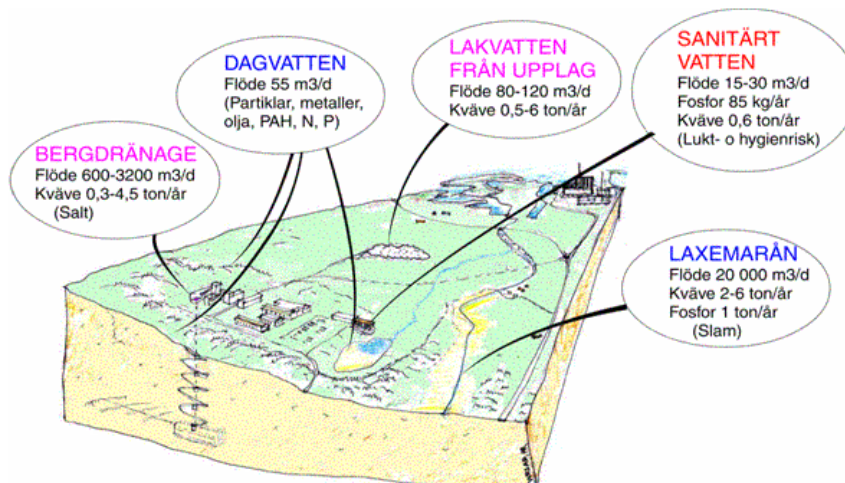 DAGVATTEN
Flöde 55 m3/d
(Partiklar, metaller,
olja, PAH, N, P)
LAKVATTEN
FRÅN UPPLAG
Flöde 80-120 m3/d
Kväve 0,5-6 ton/år
SANITÄRT
VATTEN
Flöde 15-30 m3/d
Fosfor 85 kg/år
Kväve 0,6 ton/år
(Lukt- o hygienrisk)
BERGDRÄNAGE
Flöde 600-3200 m3/d
Kväve 0,3-4,5 ton/år
(Salt)
LAXEMARÅN
Flöde 20 000 m3/d
Kväve 2-6 ton/år
Fosfor 1 ton/år
(Slam)